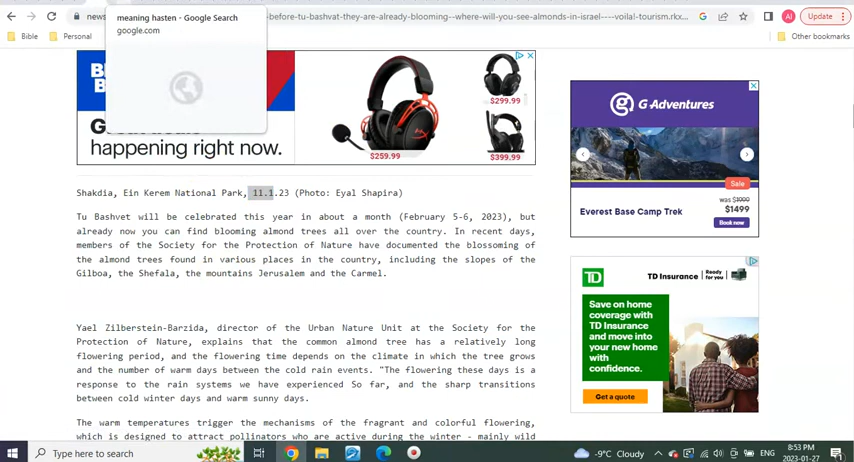 meaning hasten - Google Search
google.com
news
-before-tu-bashvat-they-are-already-blooming--where-will-you-see-almonds-in-israel----voila!-tourism.rkx...
AI
Update
Bible
Personal
Other bookmarks
appening right now.
$259.99
$299.99
$399.99
Shakdia, Ein Kerem National Park, 11.1.23 (Photo: Eyal Shapira)
Tu Bashvet will be celebrated this year in about a month (February 5-6, 2023), but
already now you can find blooming almond trees all over the country. In recent days,
members of the Society for the Protection of Nature have documented the blossoming of
the almond trees found in various places in the country, including the slopes of the
Gilboa, the Shefala, the mountains Jerusalem and the Carmel.
Yael Zilberstein-Barzida, director of the Urban Nature Unit at the Society for the
Protection of Nature, explains that the common almond tree has a relatively long
flowering period, and the flowering time depends on the climate in which the tree grows
and the number of warm days between the cold rain events. "The flowering these days is a
response to the rain systems we have experienced So far, and the sharp transitions
between cold winter days and warm sunny days.
The warm temperatures trigger the mechanisms of the fragrant and colorful flowering,
which is designed to attract pollinators who are active during the winter - mainly wild
G Adventures
Sale
was $1999
Everest Base Camp Trek
$1499
Book now
TD
TD Insurance
Ready
for you
Save on home
coverage with
TD Insurance
and move into
your new home
with
confidence.
Get a quote
Type here to search
-9°C Cloudy
ENG
8:53 PM
2023-01-27